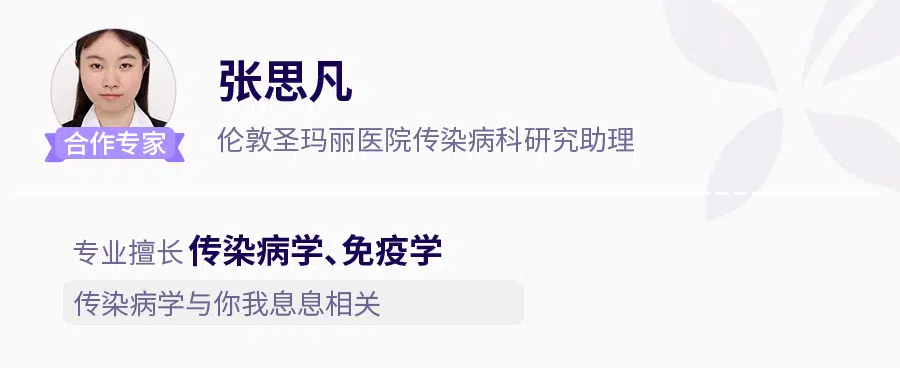 张思凡
合作专家
伦敦圣玛丽医院传染病科研究助理
专业擅长 传染病学、免疫学
传染病学与你我息息相关